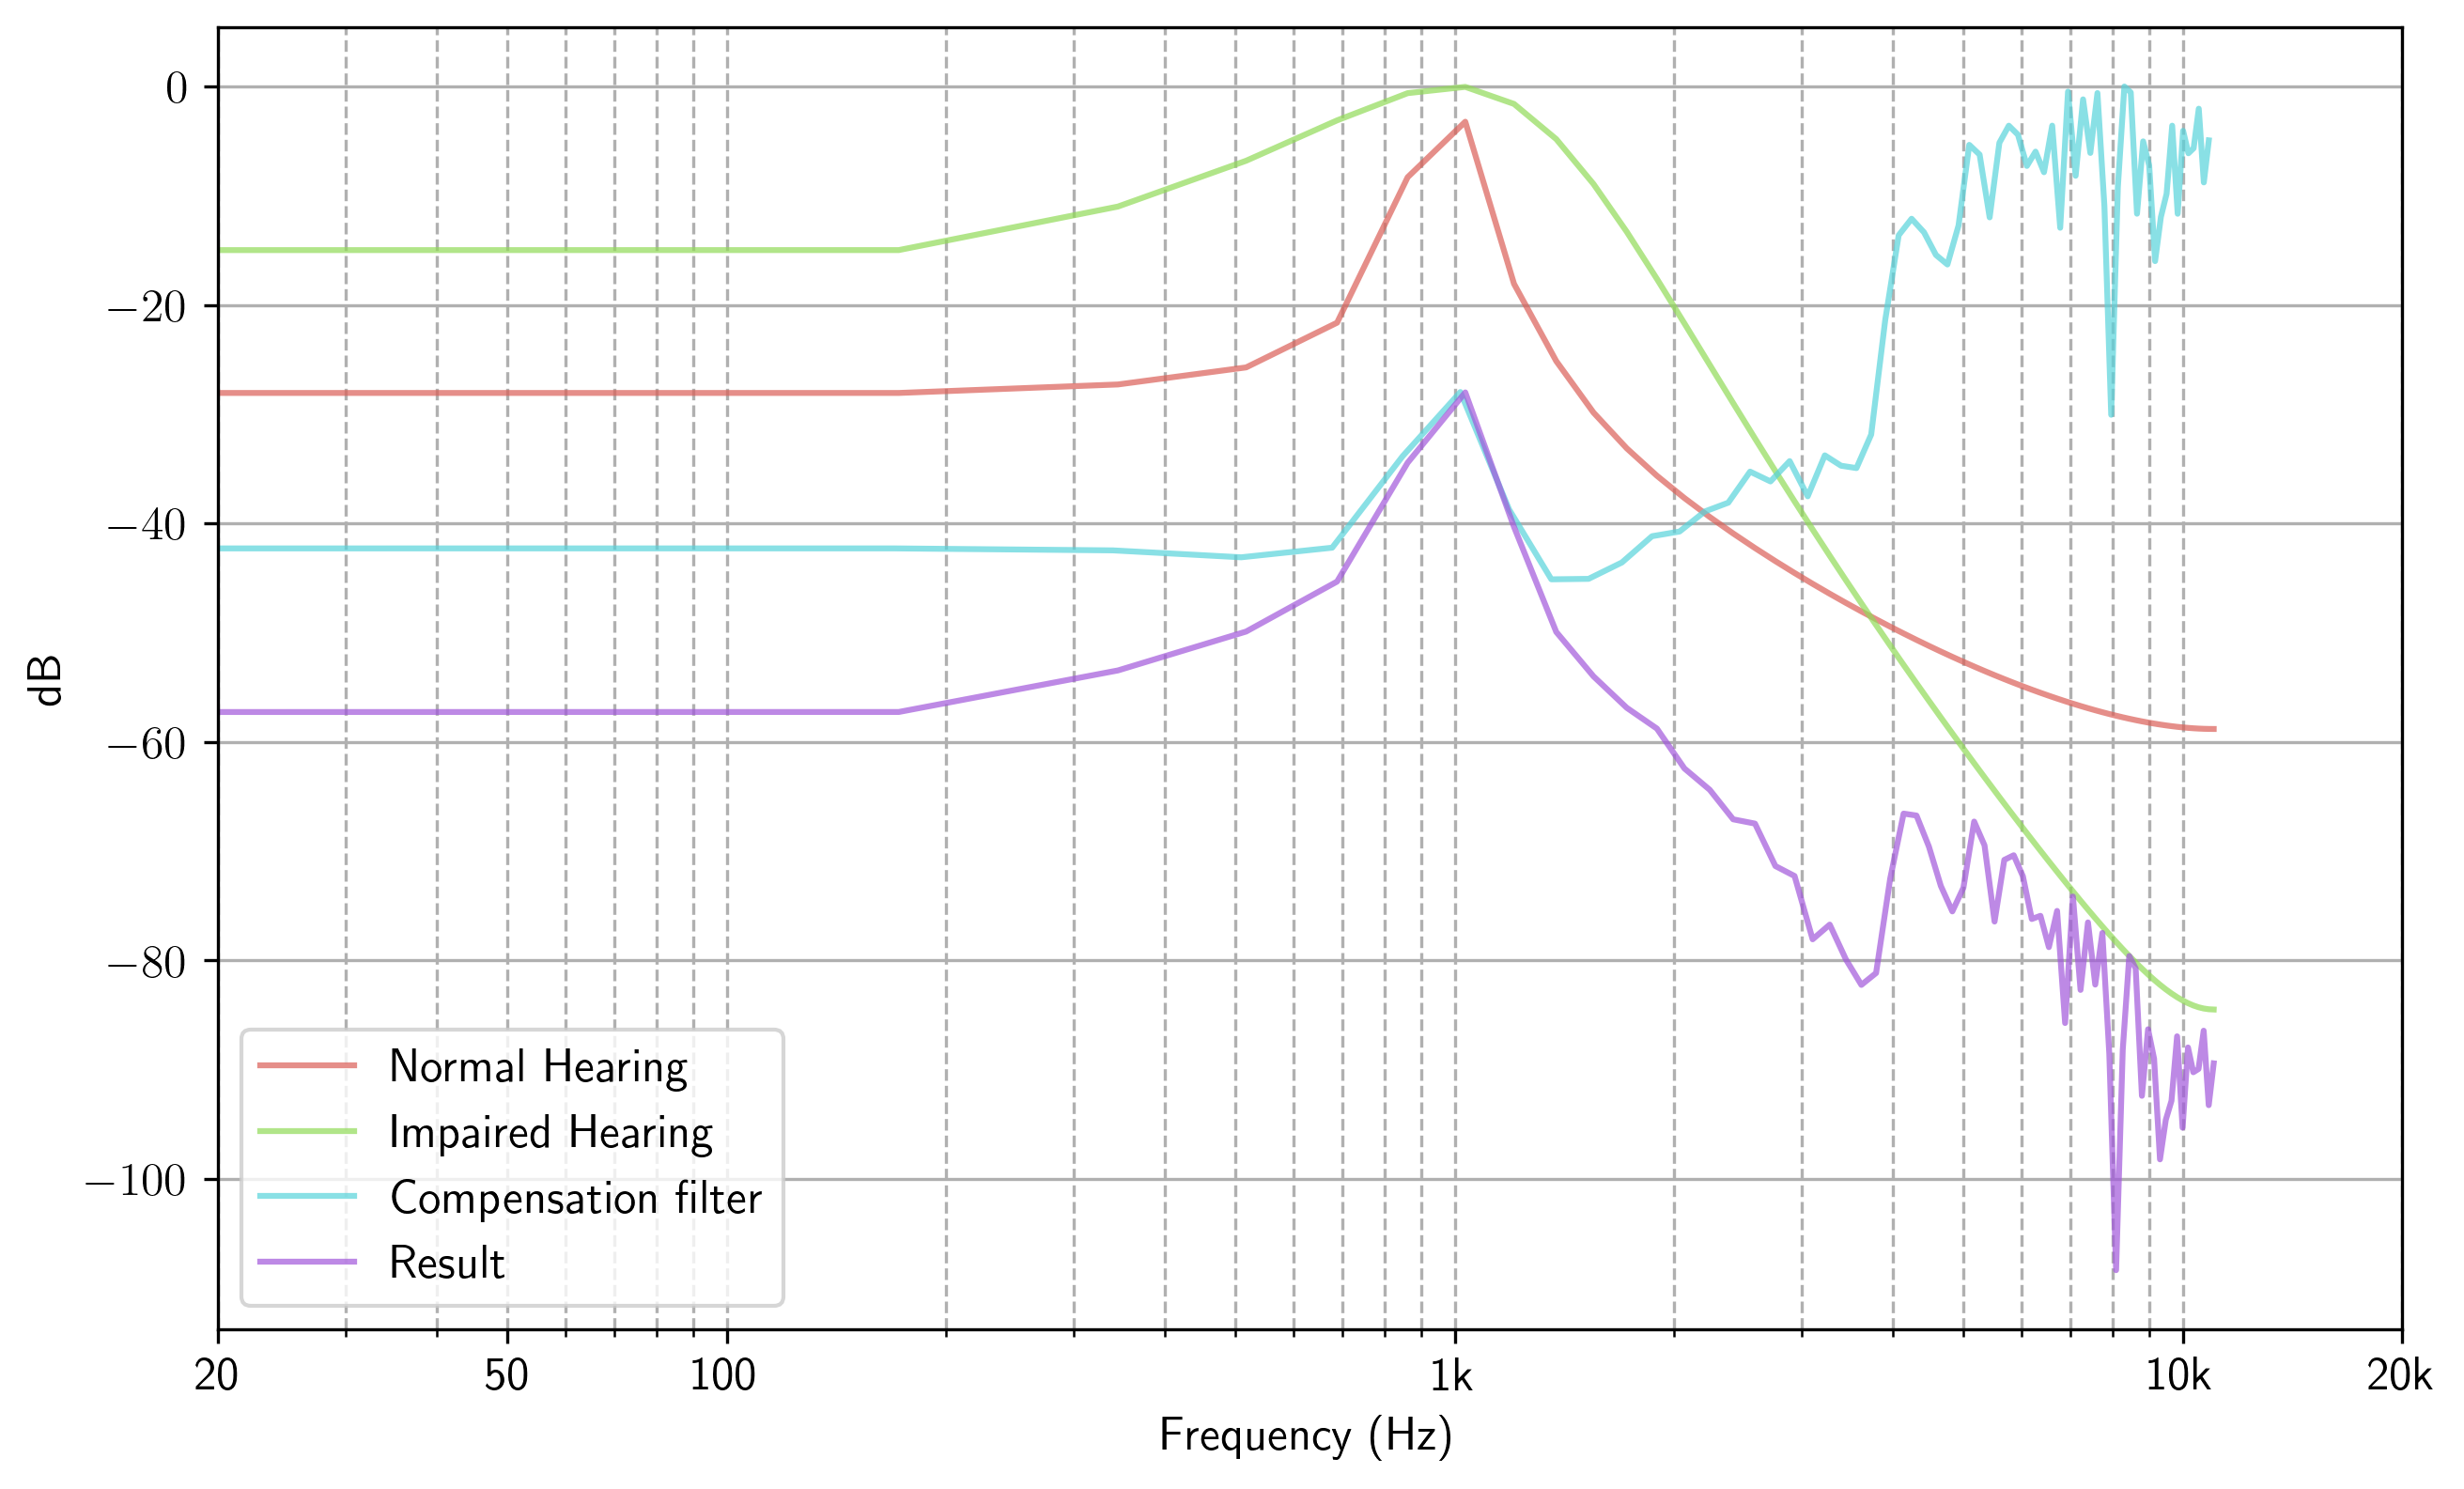 0
−20
−40
−60
−80
−100
dB
Normal Hearing
Impaired Hearing
Compensation filter
Result
20 50 100 1k 10k 20k
Frequency (Hz)